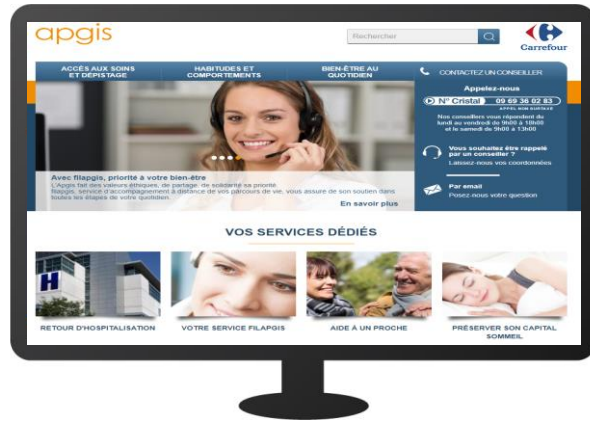 apgis
Rechercher
Carrefour
ACCÈS AUX SOINS
ET DÉPISTAGE
HABITUDES ET
COMPORTEMENTS
BIEN-ÊTRE AU
QUOTIDIEN
CONTACTEZ UN CONSEILLER
Appelez-nous
N° Cristal 09 69 36 02 83
APPEL NON SURTAXÉ
Nos conseillers vous répondent du
lundi au vendredi de 9h00 à 18h00
et le samedi de 9h00 à 13h00
Vous souhaitez être rappelé
par un conseiller ?
Laissez-nous vos coordonnées
Par email
Posez-nous votre question
Avec filapgis, priorité à votre bien-être
L'Apgis fait des valeurs éthiques, de partage, de solidarité sa priorité.
filapgis, service d'accompagnement à distance de vos parcours de vie, vous assure de son soutien dans
toutes les étapes de votre quotidien.
En savoir plus
VOS SERVICES DÉDIÉS
H
RETOUR D'HOSPITALISATION
VOTRE SERVICE FILAPGIS
AIDE À UN PROCHE
PRÉSERVER SON CAPITAL
SOMMEIL